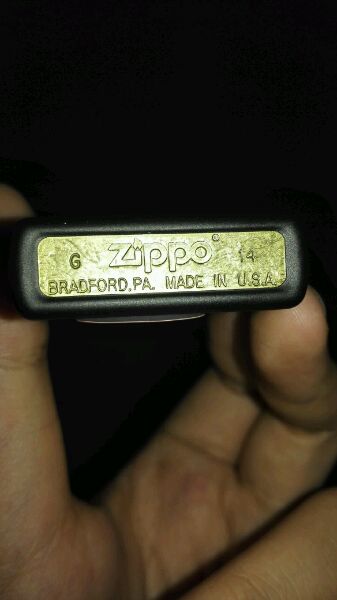 G Zippo® 14
BRADFORD, PA. MADE IN U.S.A.